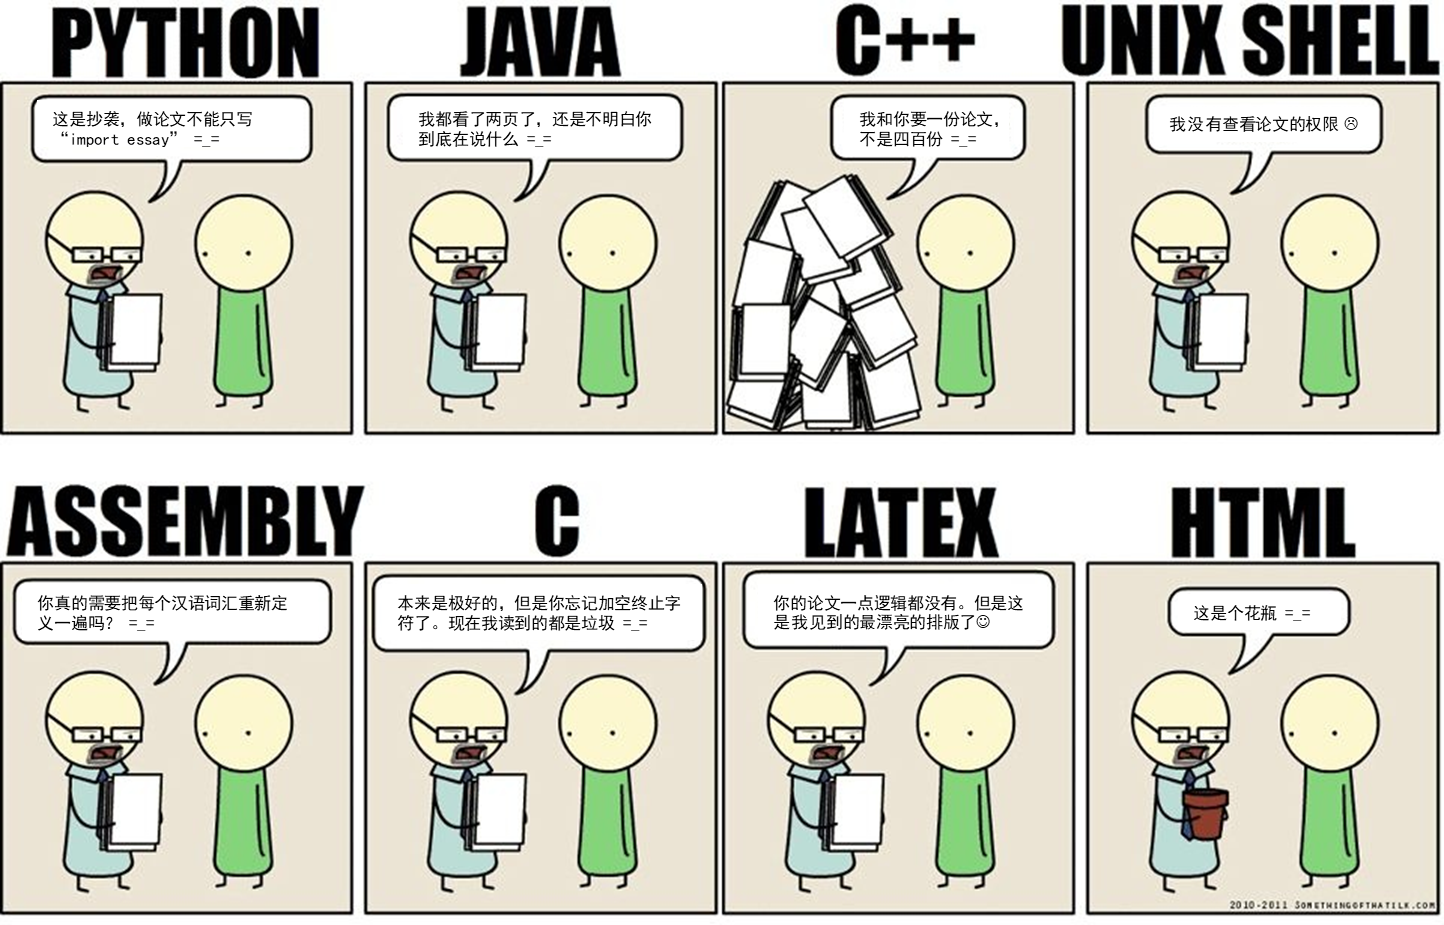 PYTHON
JAVA
C++
UNIX SHELL
这是抄袭，做论文不能只写
“import essay” =_=
我都看了两页了，还是不明白你
到底在说什么 =_=
我和你要一份论文，
不是四百份 =_=
我没有查看论文的权限☹
ASSEMBLY
C
LATEX
HTML
你真的需要把每个汉语词汇重新定
义一遍吗？ =_=
本来是极好的，但是你忘记加空终止字
符了。现在我读到的都是垃圾 =_=
你的论文一点逻辑都没有。但是这
是我见到的最漂亮的排版了☺
这是个花瓶 =_=
2010-2011 SOMETHINGOFTHATILK.COM